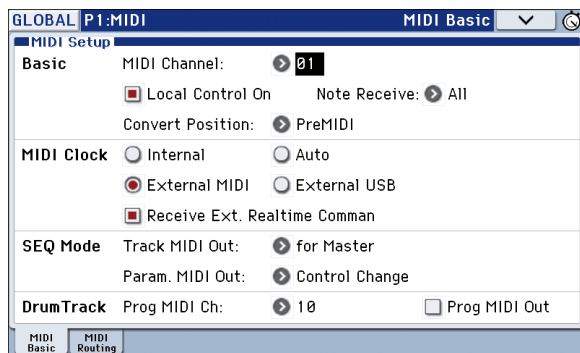 GLOBAL P1:MIDI MIDI Basic
MIDI Setup
Basic MIDI Channel: 01
Local Control On Note Receive: All
Convert Position: PreMIDI
MIDI Clock Internal Auto
External MIDI External USB
Receive Ext. Realtime Comman
SEQ Mode Track MIDI Out: for Master
Param. MIDI Out: Control Change
DrumTrack Prog MIDI Ch: 10 Prog MIDI Out
MIDI Basic MIDI Routing